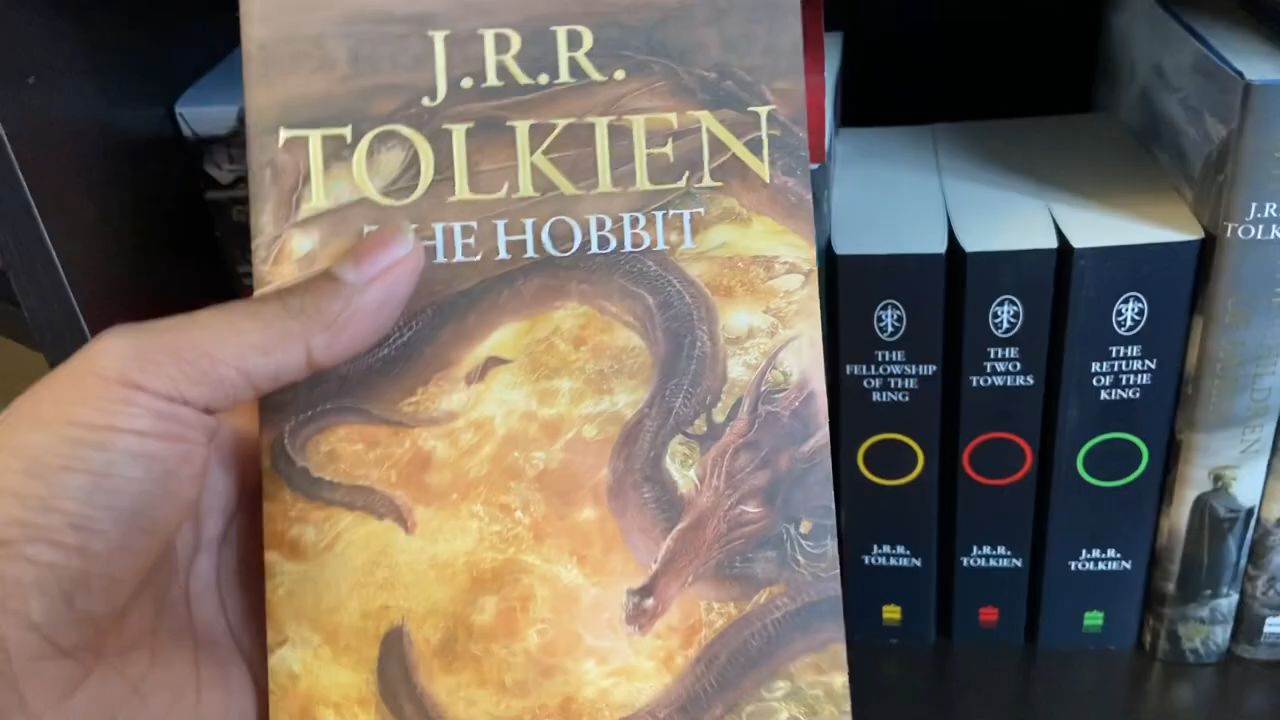 J.R.R.
TOLKIEN
THE HOBBIT
THE
FELLOWSHIP
OF THE
RING
J.R.R.
TOLKIEN
THE
TWO
TOWERS
J.R.R.
TOLKIEN
THE
RETURN
OF THE
KING
J.R.R.
TOLKIEN
J.R.
TOLK